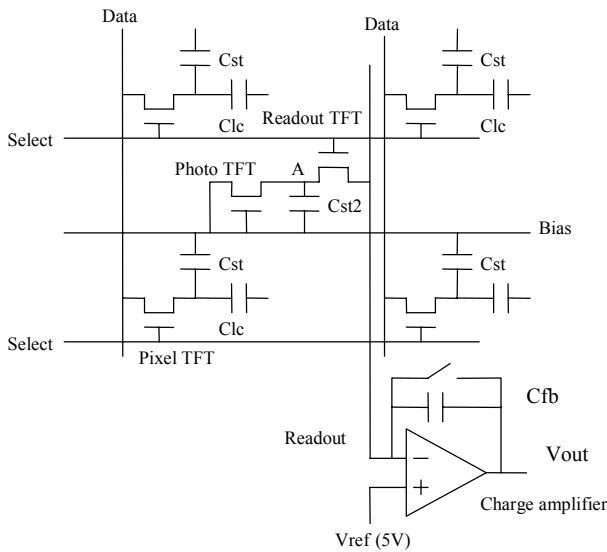 Data
Data
Cst
Cst
Readout TFT
Clc
Clc
Select
Photo TFT
A
Cst2
Bias
Cst
Cst
Clc
Clc
Select
Pixel TFT
Cfb
Readout
−
Vout
+
Charge amplifier
Vref (5V)